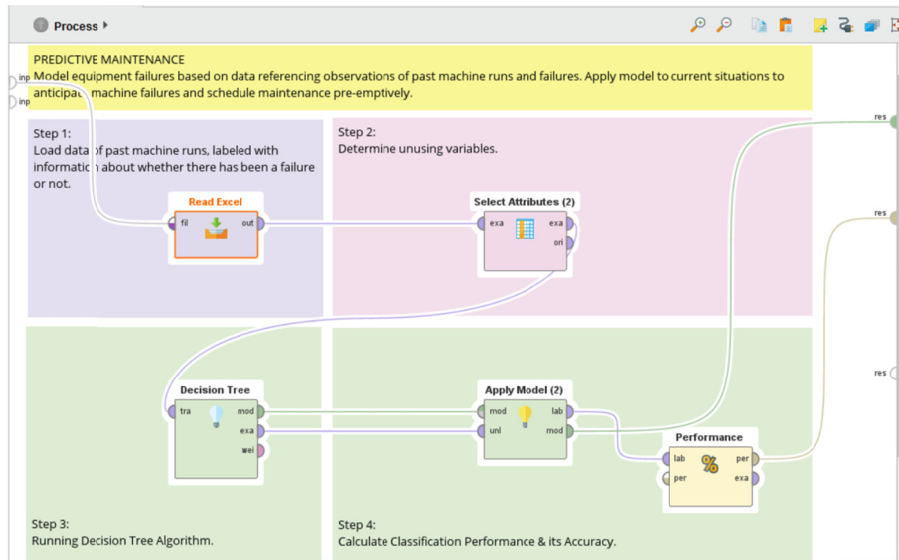 Process
PREDICTIVE MAINTENANCE
Model equipment failures based on data referencing observations of past machine runs and failures. Apply model to current situations to
anticipate machine failures and schedule maintenance pre-emptively.
inp
inp
res
res
res
Step 1:
Load data of past machine runs, labeled with
information about whether there has been a failure
or not.
Step 2:
Determine unusing variables.
Read Excel
fil out
Select Attributes (2)
exa exa
ori
Decision Tree
tra mod
exa
wei
Apply Model (2)
mod lab
unl mod
Performance
lab per
per exa
Step 3:
Running Decision Tree Algorithm.
Step 4:
Calculate Classification Performance & its Accuracy.